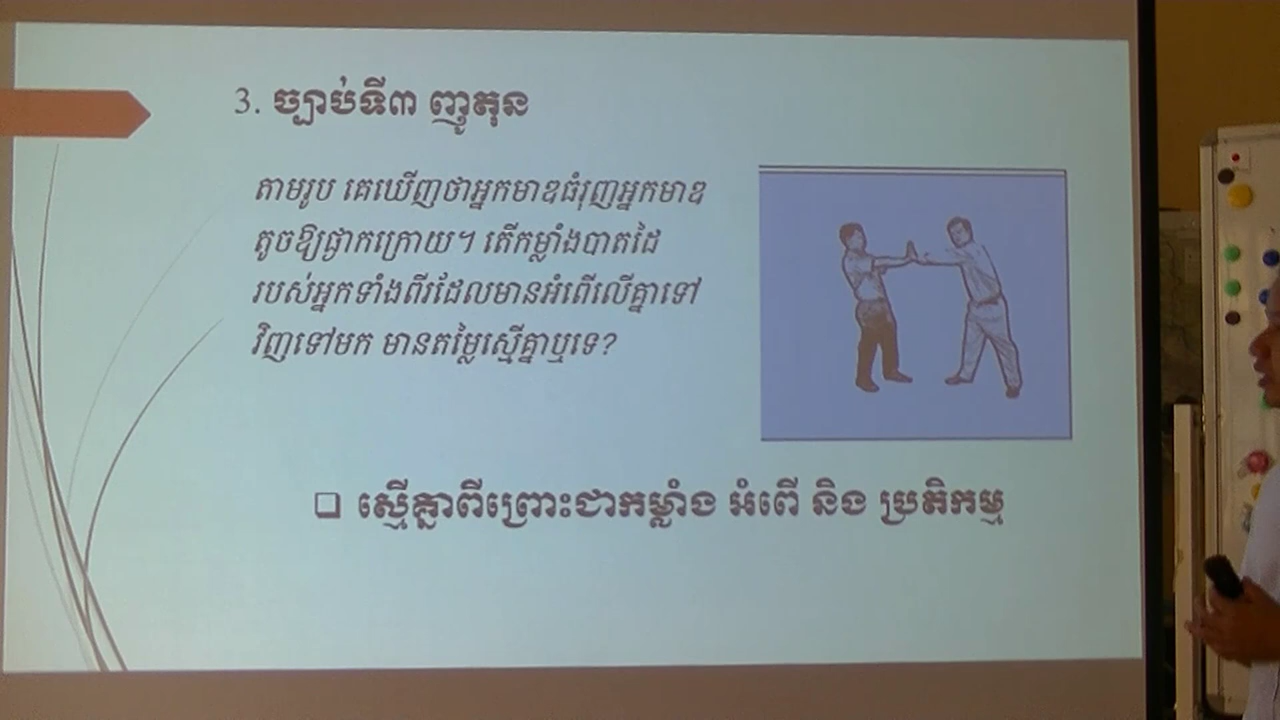 3. ច្បាប់ទី៣ ញូតុន
តាមរូប គេឃើញថាអ្នកមាឌធំរុញអ្នកមាឌ
តូចឱ្យផ្ងាកក្រោយ។ តើកម្លាំងបាតដៃ
របស់អ្នកទាំងពីរដែលមានអំពើលើគ្នាទៅ
វិញទៅមក មានតម្លៃស្មើគ្នាឬទេ?
ស្មើគ្នាពីព្រោះជាកម្លាំង អំពើ និង ប្រតិកម្ម